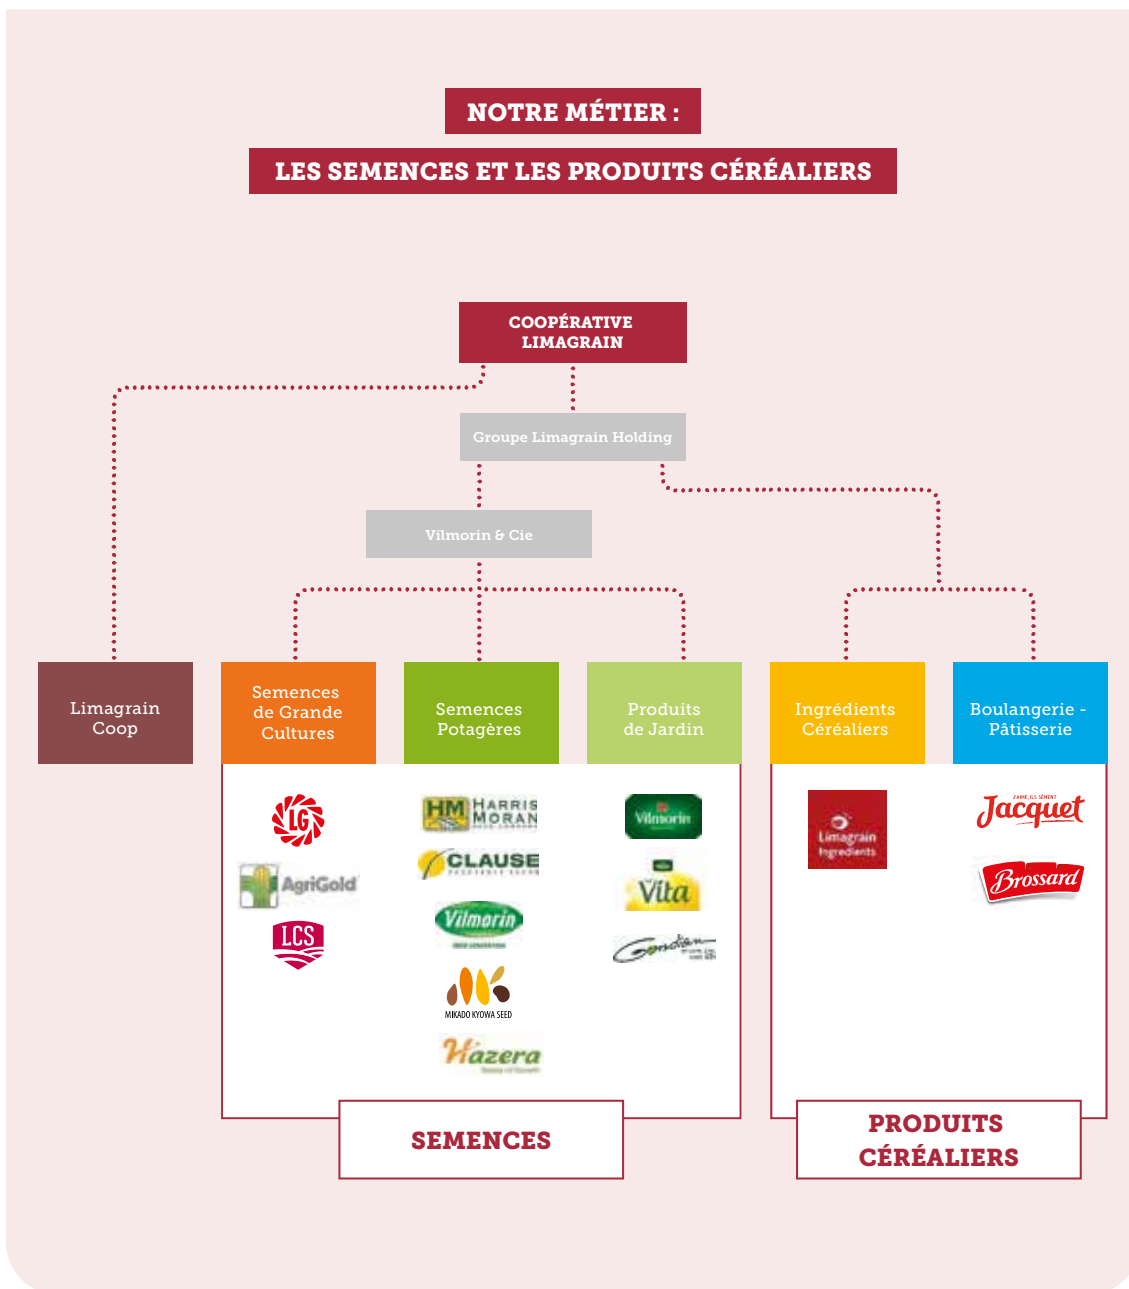 NOTRE MÉTIER :
LES SEMENCES ET LES PRODUITS CÉRÉALIERS
COOPÉRATIVE
LIMAGRAIN
Groupe Limagrain Holding
Vilmorin & Cie
Limagrain
Coop
Semences
de Grande
Cultures
Semences
Potagères
Produits
de Jardin
Ingrédients
Céréaliers
Boulangerie -
Pâtisserie
LG
AgriGold
LCS
HM HARRIS
MORAN
CLAUSE
Vilmorin
MIKADO KYOWA SEED
Hazera
Vilmorin
Vita
Gondian
Limagrain
Ingredients
J'AIME, ILS SÈMENT
Jacquet
Brossard
SEMENCES
PRODUITS
CÉRÉALIERS